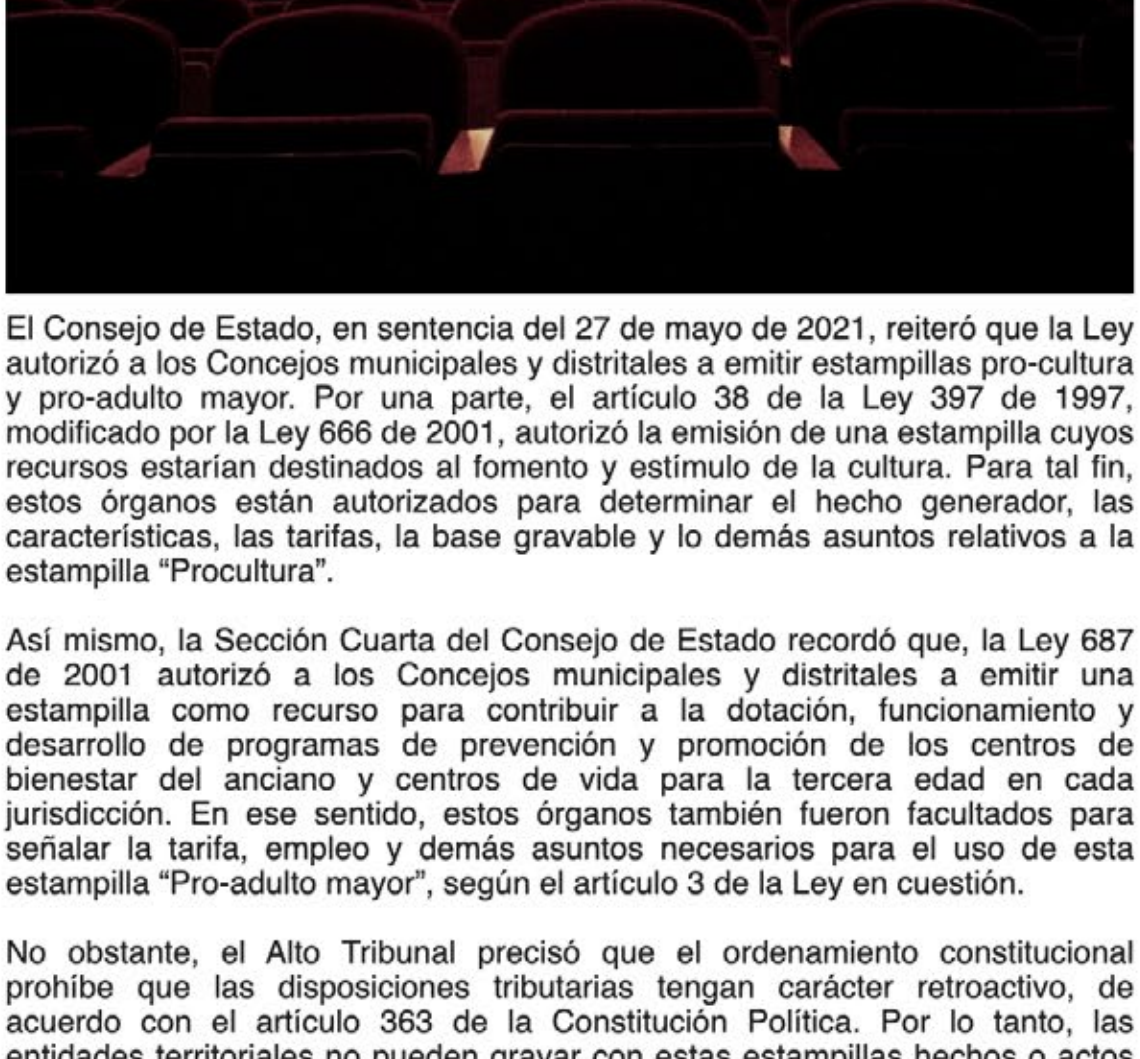 El Consejo de Estado, en sentencia del 27 de mayo de 2021, reiteró que la Ley
autorizó a los Concejos municipales y distritales a emitir estampillas pro-cultura
y pro-adulto mayor. Por una parte, el artículo 38 de la Ley 397 de 1997,
modificado por la Ley 666 de 2001, autorizó la emisión de una estampilla cuyos
recursos estarían destinados al fomento y estímulo de la cultura. Para tal fin,
estos órganos están autorizados para determinar el hecho generador, las
características, las tarifas, la base gravable y lo demás asuntos relativos a la
estampilla “Procultura”.
Así mismo, la Sección Cuarta del Consejo de Estado recordó que, la Ley 687
de 2001 autorizó a los Concejos municipales y distritales a emitir una
estampilla como recurso para contribuir a la dotación, funcionamiento y
desarrollo de programas de prevención y promoción de los centros de
bienestar del anciano y centros de vida para la tercera edad en cada
jurisdicción. En ese sentido, estos órganos también fueron facultados para
señalar la tarifa, empleo y demás asuntos necesarios para el uso de esta
estampilla “Pro-adulto mayor”, según el artículo 3 de la Ley en cuestión.
No obstante, el Alto Tribunal precisó que el ordenamiento constitucional
prohíbe que las disposiciones tributarias tengan carácter retroactivo, de
acuerdo con el artículo 363 de la Constitución Política. Por lo tanto, las
entidades territoriales no pueden gravar con estas estampillas hechos o actos